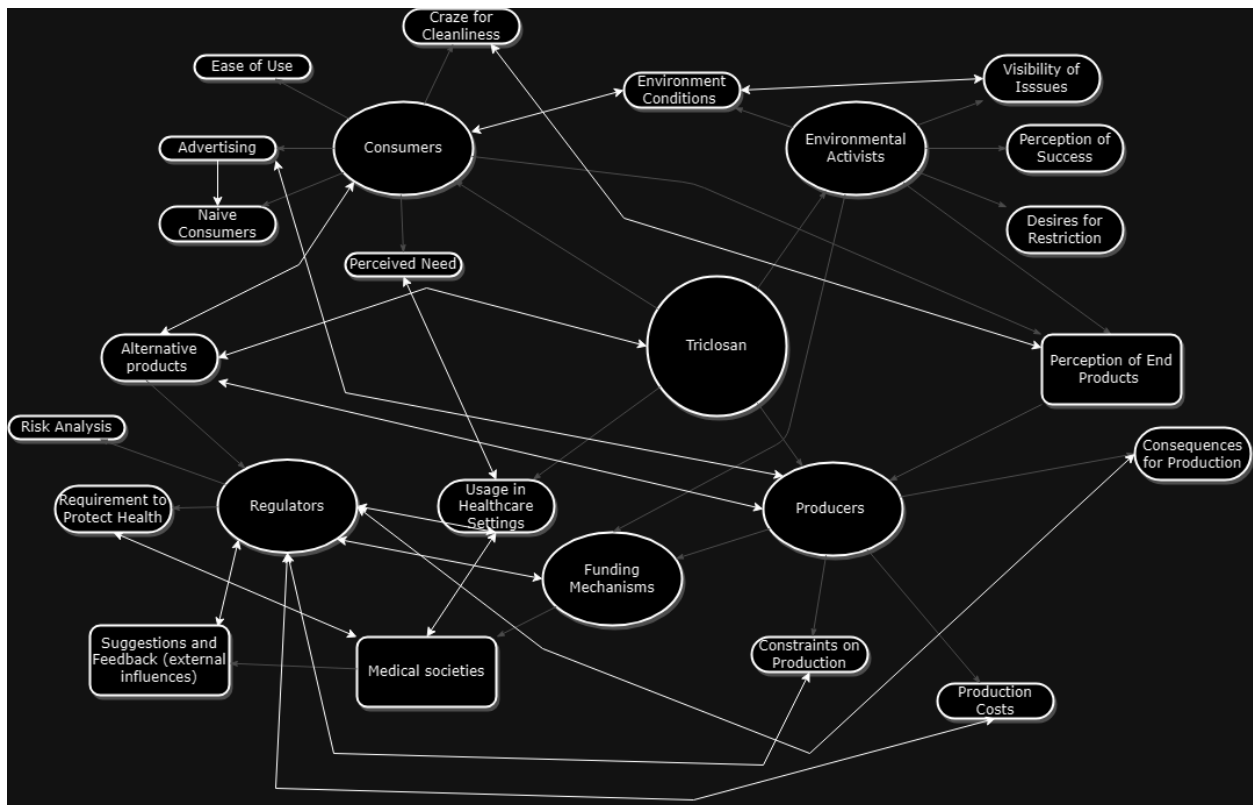 Craze for
Cleanliness
Ease of Use
Environment
Conditions
Visibility of
Isssues
Consumers
Environmental
Activists
Advertising
Perception of
Success
Naive
Consumers
Desires for
Restriction
Perceived Need
Triclosan
Alternative
products
Perception of End
Products
Risk Analysis
Consequences
for Production
Requirement to
Protect Health
Regulators
Usage in
Healthcare
Settings
Producers
Funding
Mechanisms
Suggestions and
Feedback (external
influences)
Medical societies
Constraints on
Production
Production
Costs